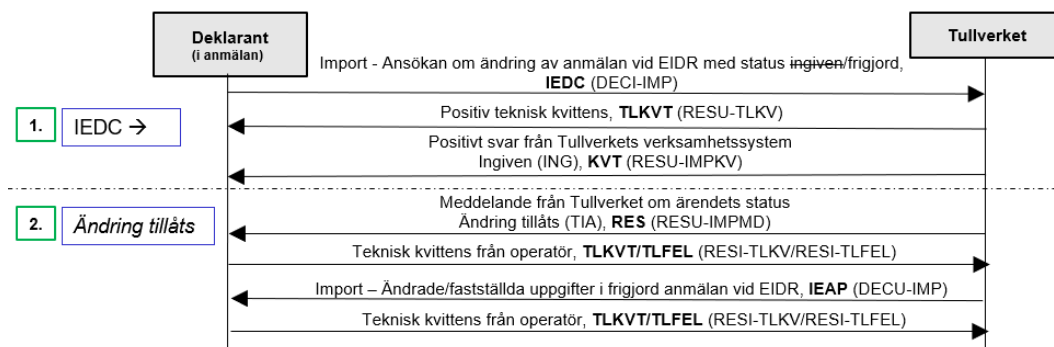 Deklarant
(i anmälan)
Tullverket
Import - Ansökan om ändring av anmälan vid EIDR med status ingiven/frigjord,
IEDC (DECI-IMP)
1.
IEDC →
Positiv teknisk kvittens, TLKVT (RESU-TLKV)
Positivt svar från Tullverkets verksamhetssystem
Ingiven (ING), KVT (RESU-IMPKV)
2.
Ändring tillåts
Meddelande från Tullverket om ärendets status
Ändring tillåts (TIA), RES (RESU-IMPMD)
Teknisk kvittens från operatör, TLKVT/TLFEL (RESI-TLKV/RESI-TLFEL)
Import – Ändrade/fastställda uppgifter i frigjord anmälan vid EIDR, IEAP (DECU-IMP)
Teknisk kvittens från operatör, TLKVT/TLFEL (RESI-TLKV/RESI-TLFEL)